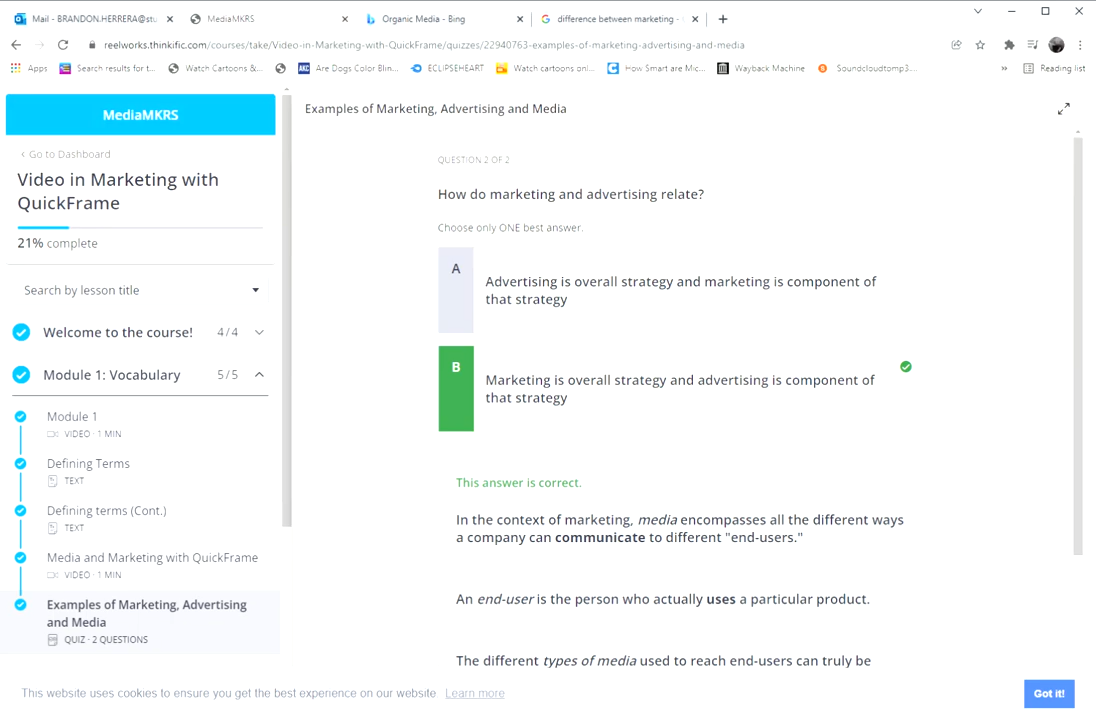 Mail - BRANDON.HERRERA@stu
MediaMKRS
Organic Media - Bing
difference between marketing -
reelworks.thinkific.com/courses/take/Video-in-Marketing-with-QuickFrame/quizzes/22940763-examples-of-marketing-advertising-and-media
Apps
Search results for t...
Watch Cartoons &...
AKC
Are Dogs Color Blin...
ECLIPSEHEART
Watch cartoons onl...
How Smart are Mic...
Wayback Machine
Soundcloudtomp3....
»
Reading list
MediaMKRS
Examples of Marketing, Advertising and Media
‹ Go to Dashboard
Video in Marketing with
QuickFrame
21% complete
Search by lesson title
Welcome to the course! 4 / 4
Module 1: Vocabulary 5 / 5
Module 1
VIDEO · 1 MIN
Defining Terms
TEXT
Defining terms (Cont.)
TEXT
Media and Marketing with QuickFrame
VIDEO · 1 MIN
Examples of Marketing, Advertising
and Media
QUIZ · 2 QUESTIONS
QUESTION 2 OF 2
How do marketing and advertising relate?
Choose only ONE best answer.
A
Advertising is overall strategy and marketing is component of
that strategy
B
Marketing is overall strategy and advertising is component of
that strategy
This answer is correct.
In the context of marketing, media encompasses all the different ways
a company can communicate to different "end-users."
An end-user is the person who actually uses a particular product.
The different types of media used to reach end-users can truly be
This website uses cookies to ensure you get the best experience on our website Learn more
Got it!